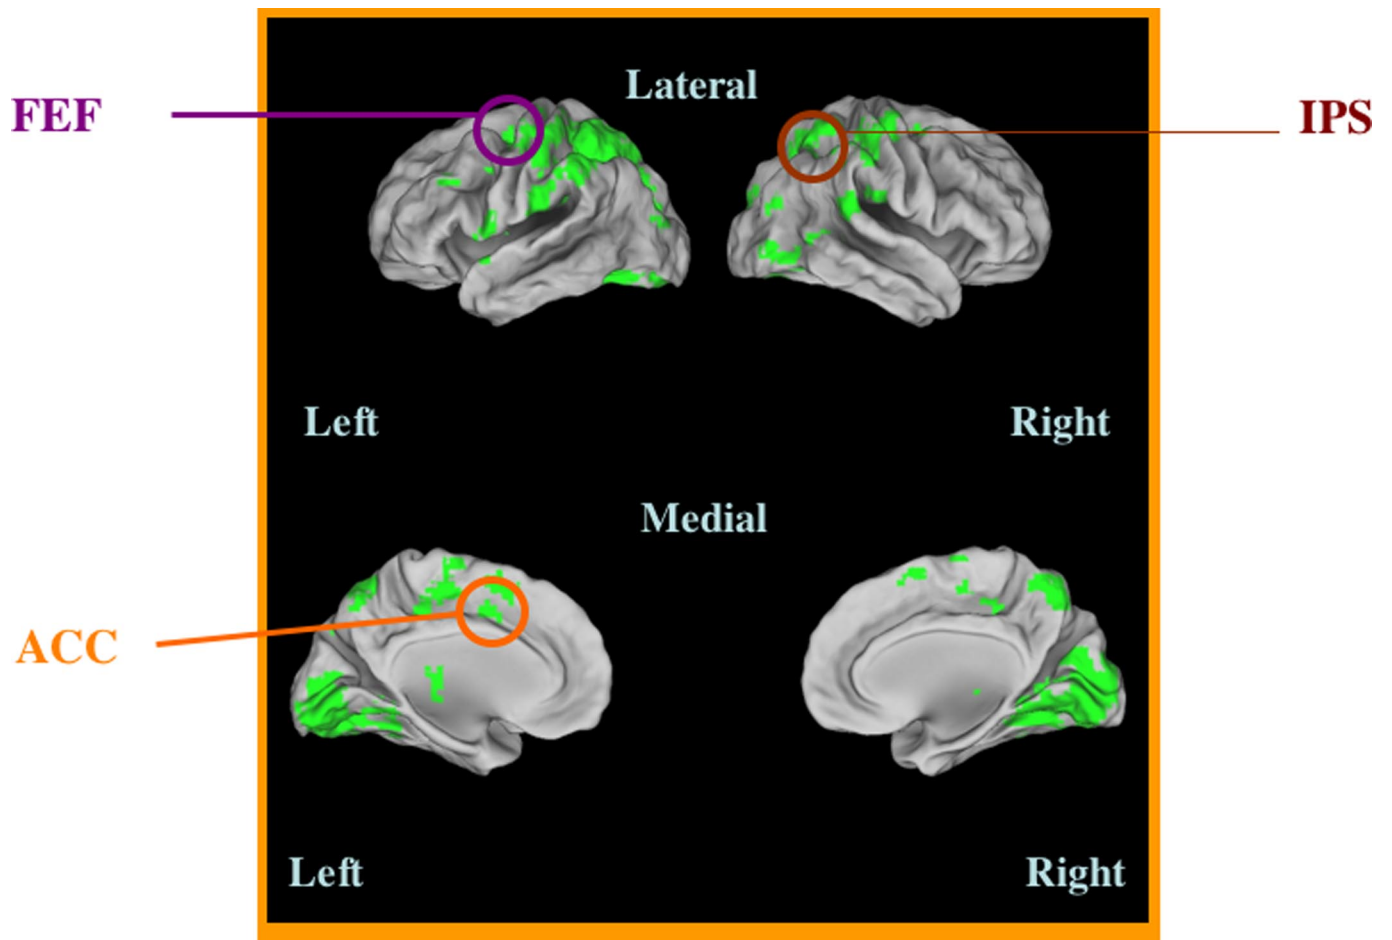 Lateral
FEF
IPS
Left
Right
Medial
ACC
Left
Right